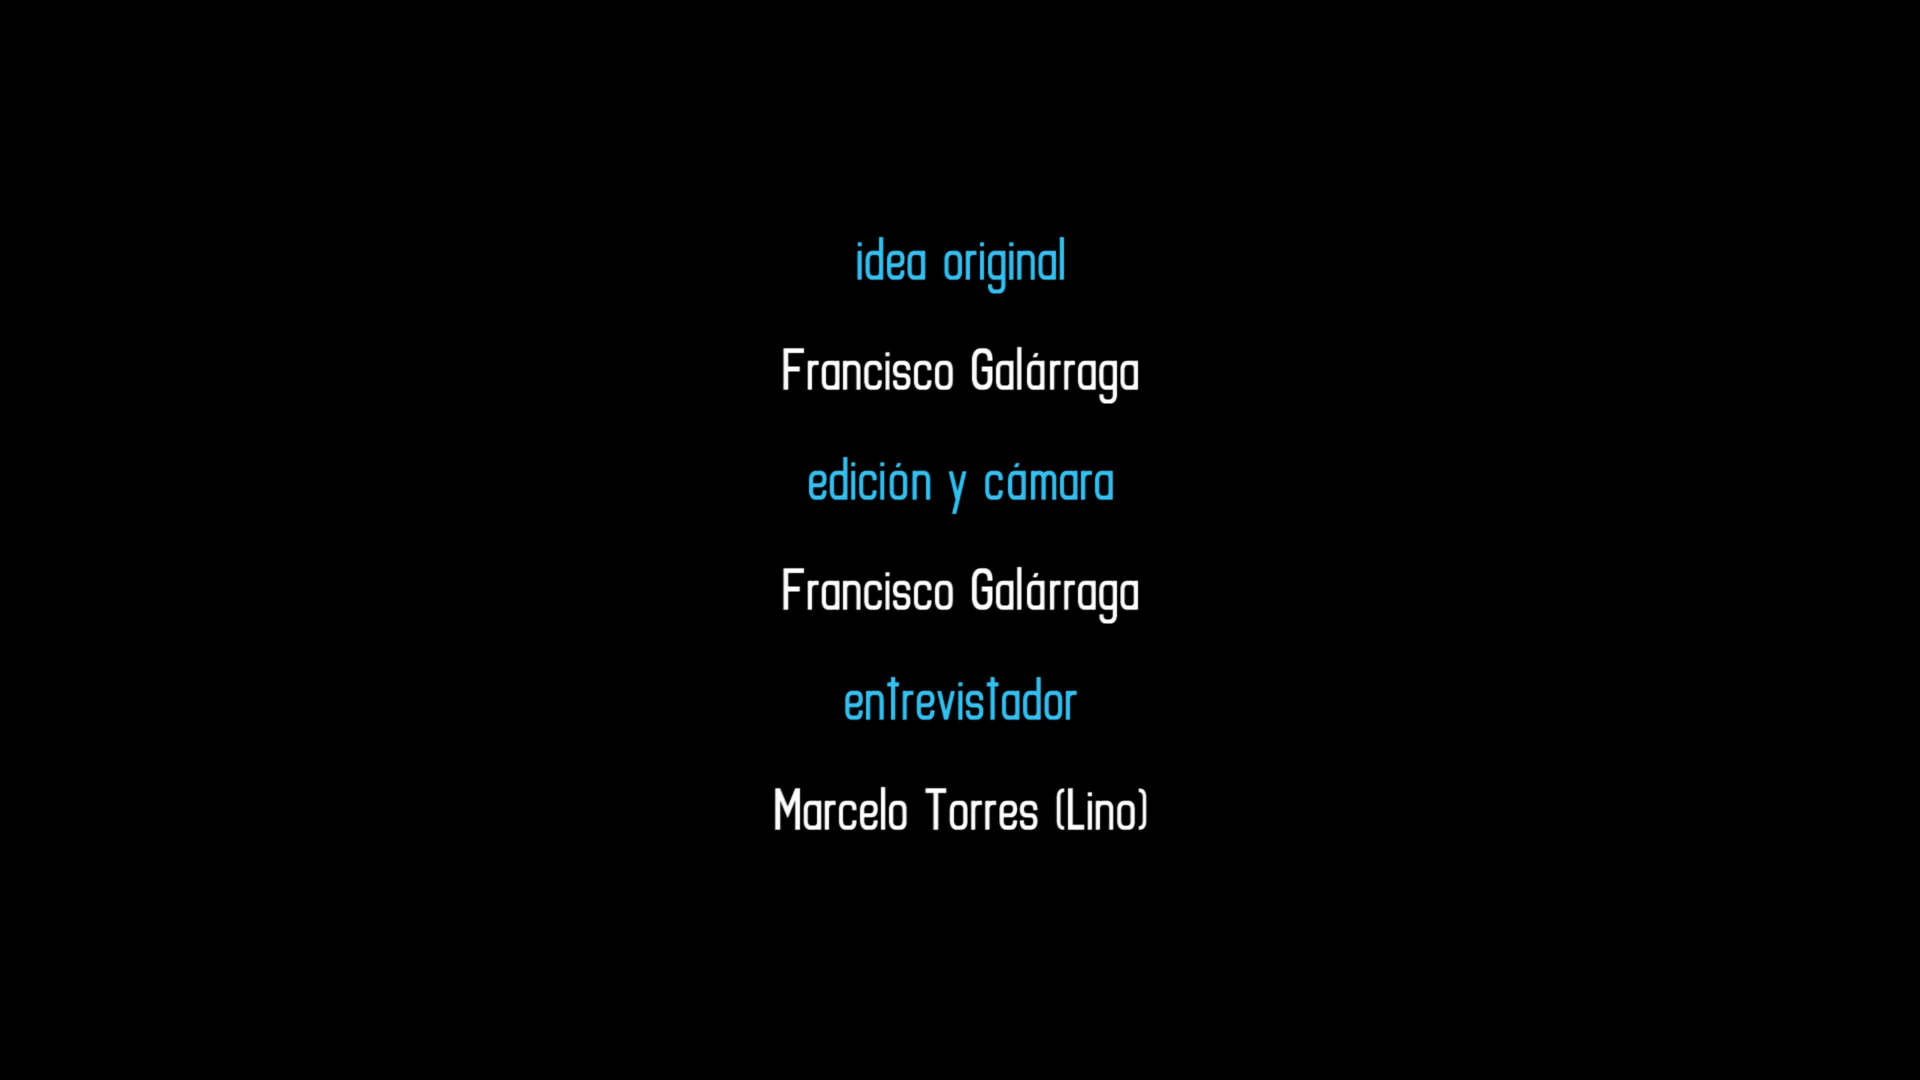 idea original
Francisco Galárraga
edición y cámara
Francisco Galárraga
entrevistador
Marcelo Torres (Lino)